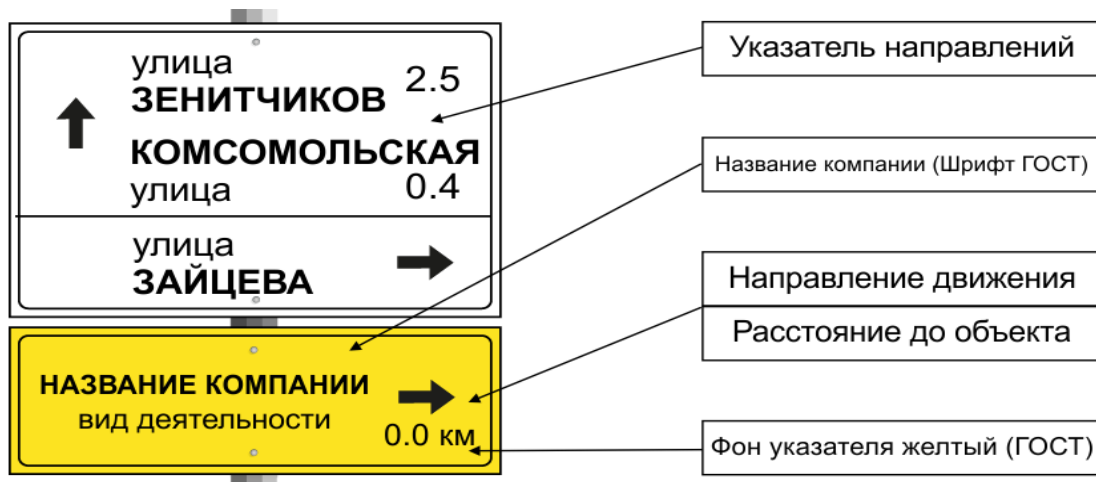 улица
ЗЕНИТЧИКОВ 2.5
КОМСОМОЛЬСКАЯ
улица 0.4
улица
ЗАЙЦЕВА
НАЗВАНИЕ КОМПАНИИ
вид деятельности
0.0 км
Указатель направлений
Название компании (Шрифт ГОСТ)
Направление движения
Расстояние до объекта
Фон указателя желтый (ГОСТ)